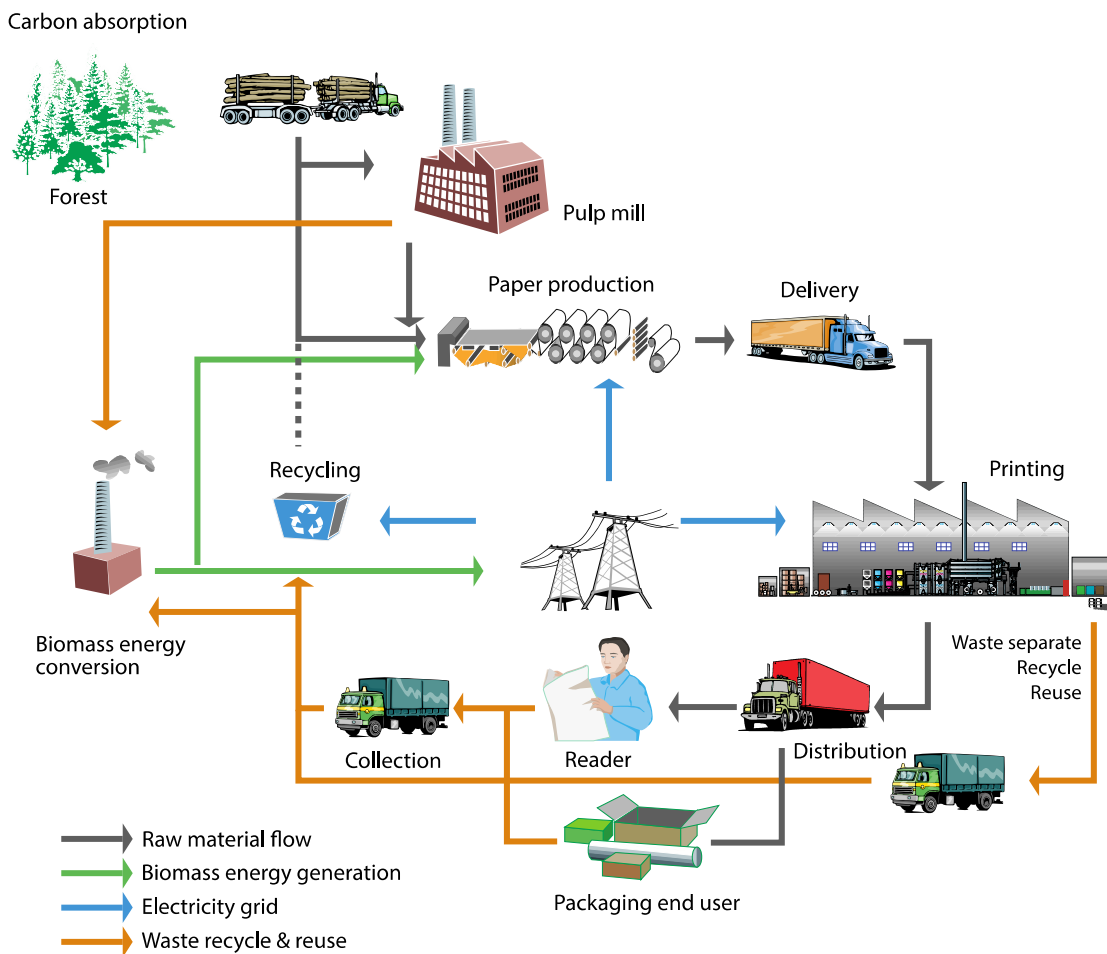 Carbon absorption
Forest
Pulp mill
Paper production
Delivery
Recycling
Printing
Biomass energy
conversion
Waste separate
Recycle
Reuse
Collection
Reader
Distribution
Packaging end user
Raw material flow
Biomass energy generation
Electricity grid
Waste recycle & reuse